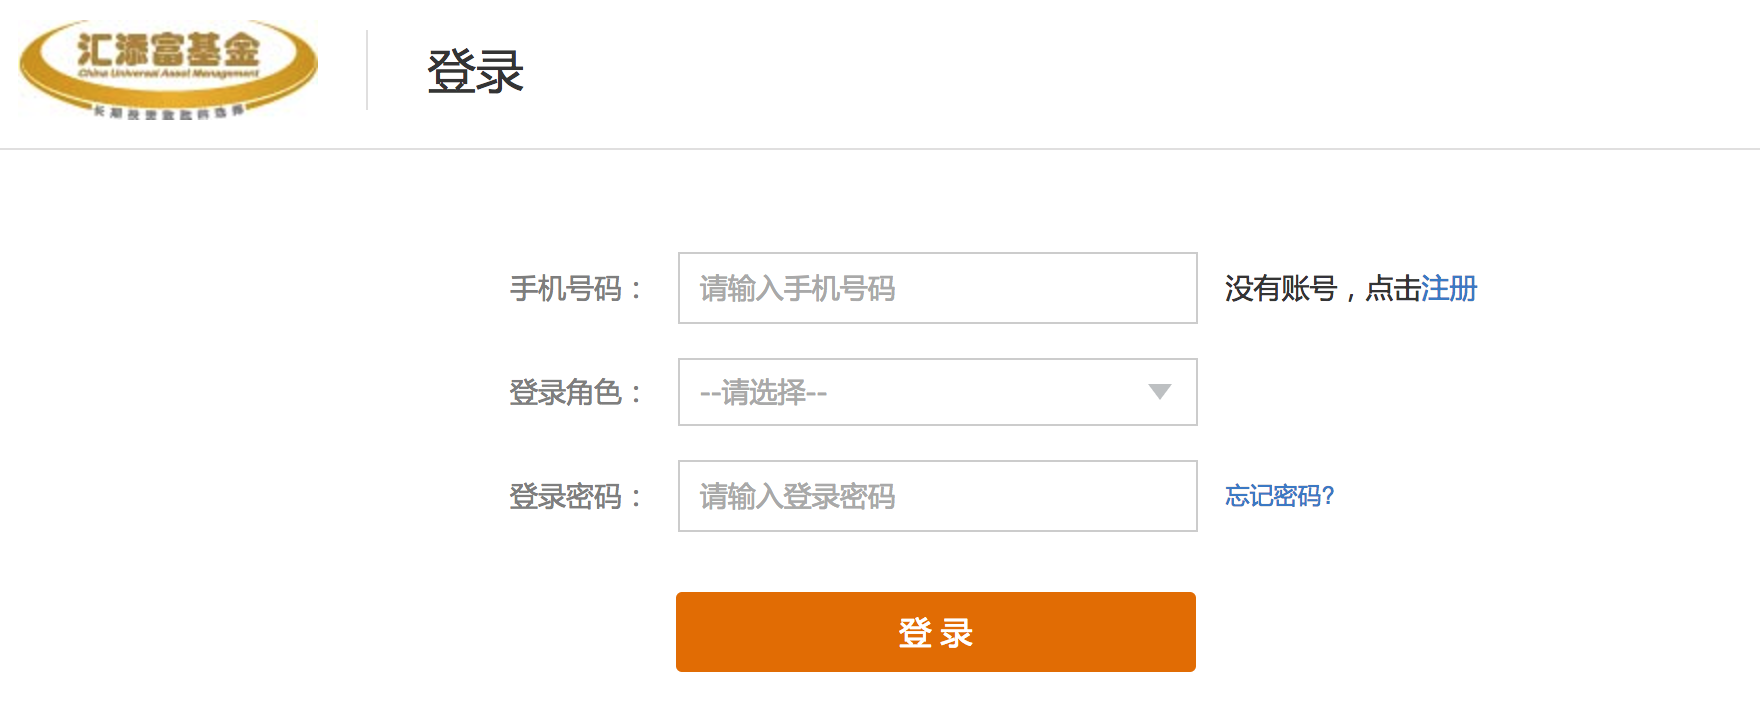 汇添富基金
China Universal Asset Management
登录
手机号码：
请输入手机号码
没有账号，点击注册
登录角色：
--请选择--
登录密码：
请输入登录密码
忘记密码?
登 录